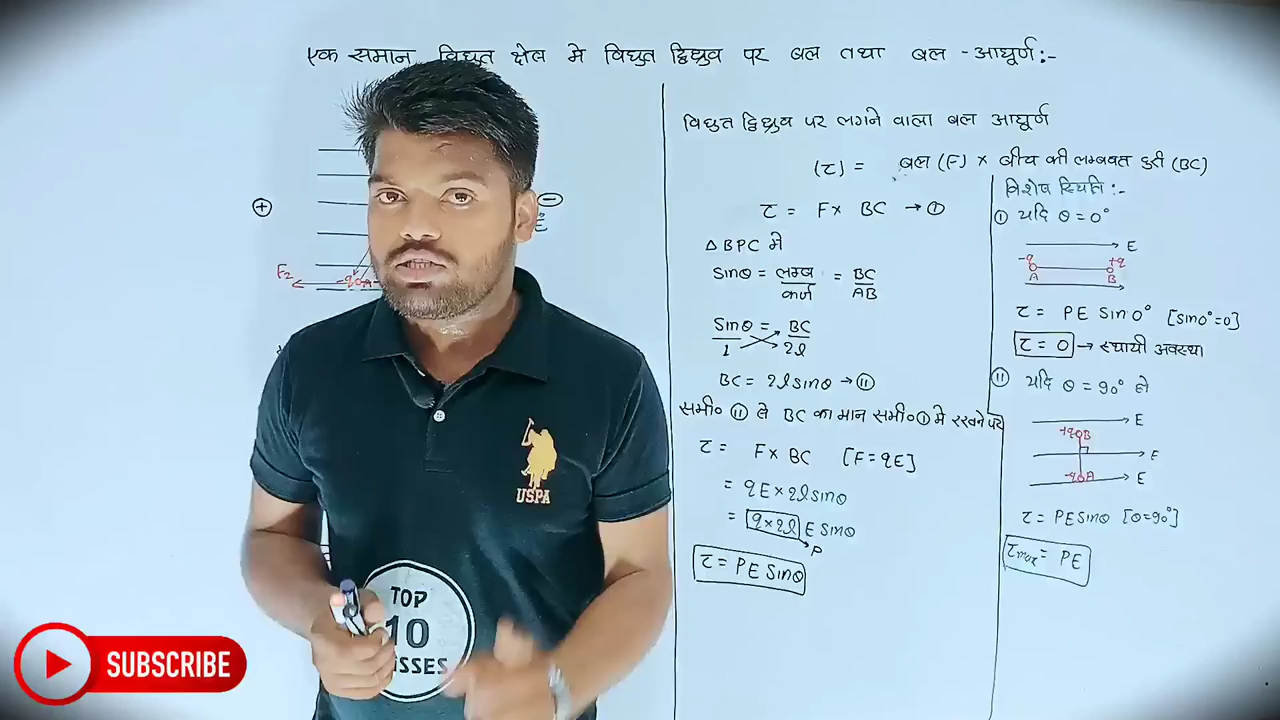 एक समान विद्युत क्षेत्र मे विद्युत द्विध्रुव पर बल तथा बल - आघूर्ण:-
+
-
E
F2
-q A
विद्युत द्विध्रुव पर लगने वाला बल आघूर्ण
(τ) = बल (F) × बीच की लम्बवत दुरी (BC)
τ = F× BC → ①
△ BPC मे
Sinθ = लम्ब/कर्ण = BC/AB
Sinθ/1 = BC/2l
BC = 2l sinθ → ⑪
समी० ⑪ से BC का मान समी० ① मे रखने पर
τ = F× BC [F = qE]
= qE × 2l sinθ
= q × 2l E sinθ
P
τ = PE Sinθ
विशेष स्थिति :-
① यदि θ = 0°
E
-q +q
A B
τ = PE Sin0° [sin0°=0]
τ = 0 → स्थायी अवस्था
⑪ यदि θ = 90° से
E
+q B
E
-q A E
τ = PE sinθ [θ=90°]
τmax = PE
USPA
TOP
10
SSES
SUBSCRIBE